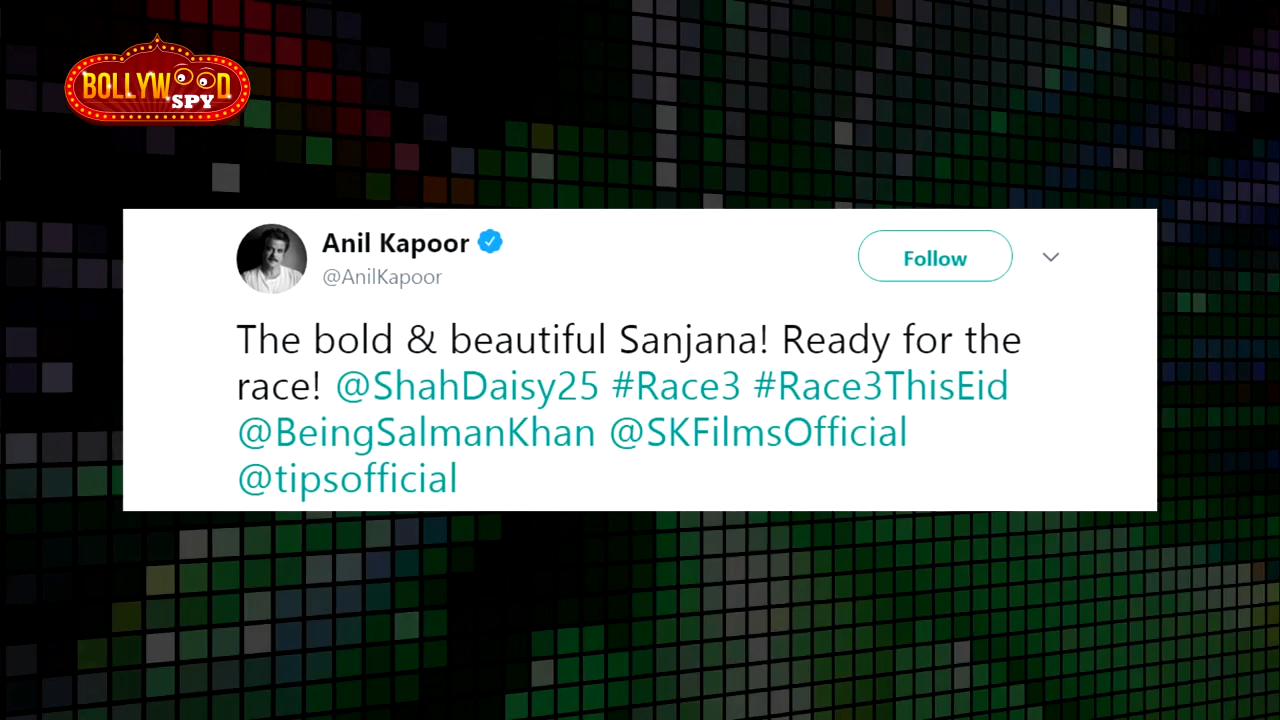 BOLLYWOOD
SPY
Anil Kapoor
@AnilKapoor
Follow
The bold & beautiful Sanjana! Ready for the
race! @ShahDaisy25 #Race3 #Race3ThisEid
@BeingSalmanKhan @SKFilmsOfficial
@tipsofficial